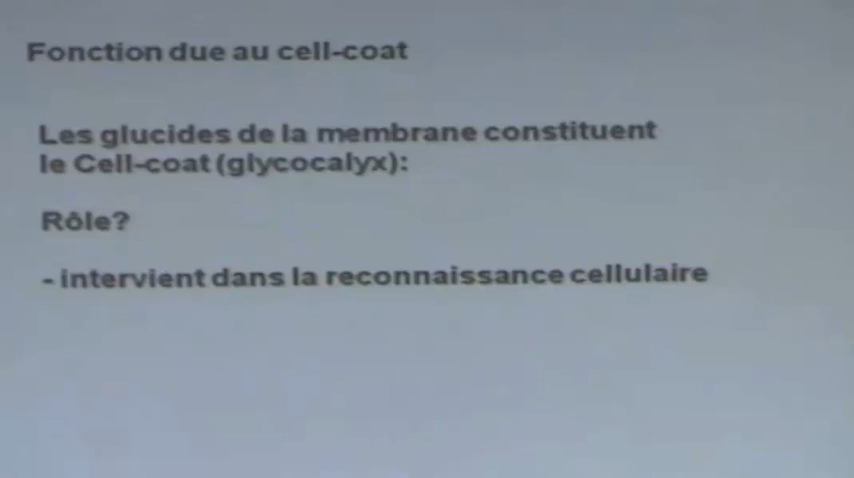 Fonction due au cell-coat
Les glucides de la membrane constituent
le Cell-coat (glycocalyx):
Rôle?
- intervient dans la reconnaissance cellulaire